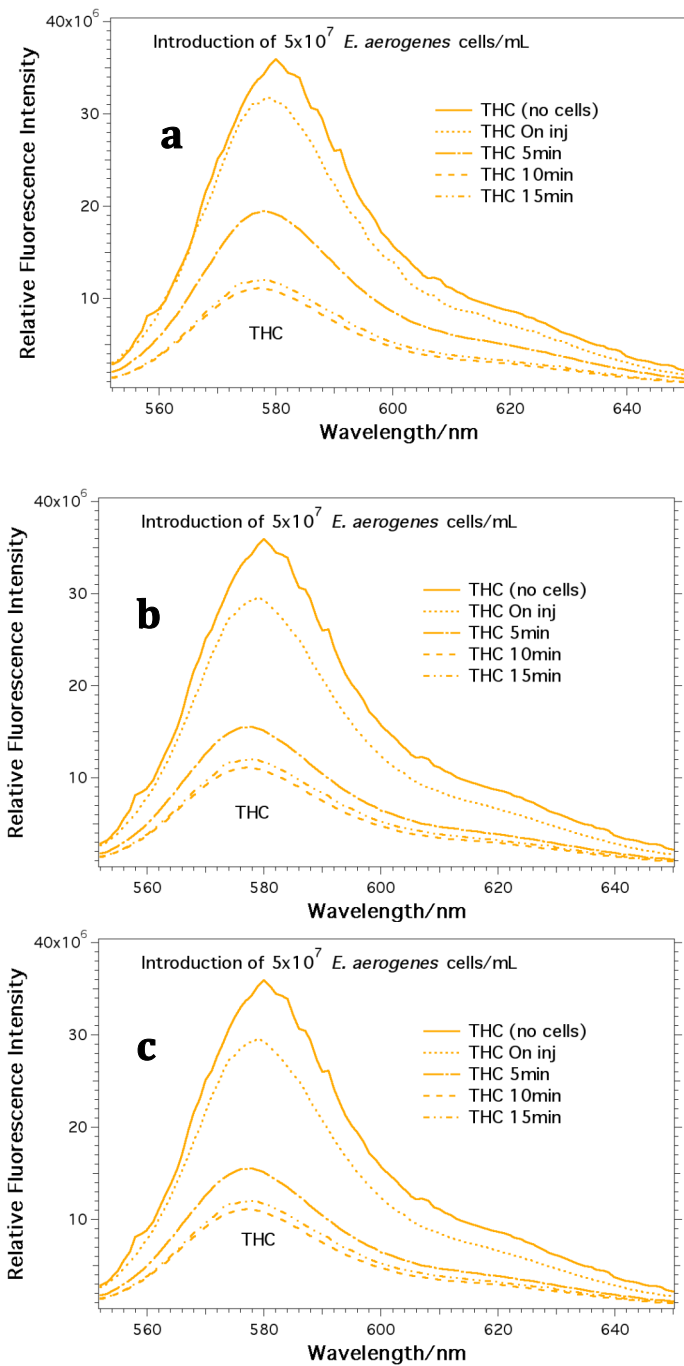 40x10⁶
Introduction of 5x10⁷ E. aerogenes cells/mL
a
THC (no cells)
THC On inj
THC 5min
THC 10min
THC 15min
30
20
10
Relative Fluorescence Intensity
THC
560
580
600
620
640
Wavelength/nm
40x10⁶
Introduction of 5x10⁷ E. aerogenes cells/mL
b
THC (no cells)
THC On inj
THC 5min
THC 10min
THC 15min
30
20
10
Relative Fluorescence Intensity
THC
560
580
600
620
640
Wavelength/nm
40x10⁶
Introduction of 5x10⁷ E. aerogenes cells/mL
c
THC (no cells)
THC On inj
THC 5min
THC 10min
THC 15min
30
20
10
Relative Fluorescence Intensity
THC
560
580
600
620
640
Wavelength/nm